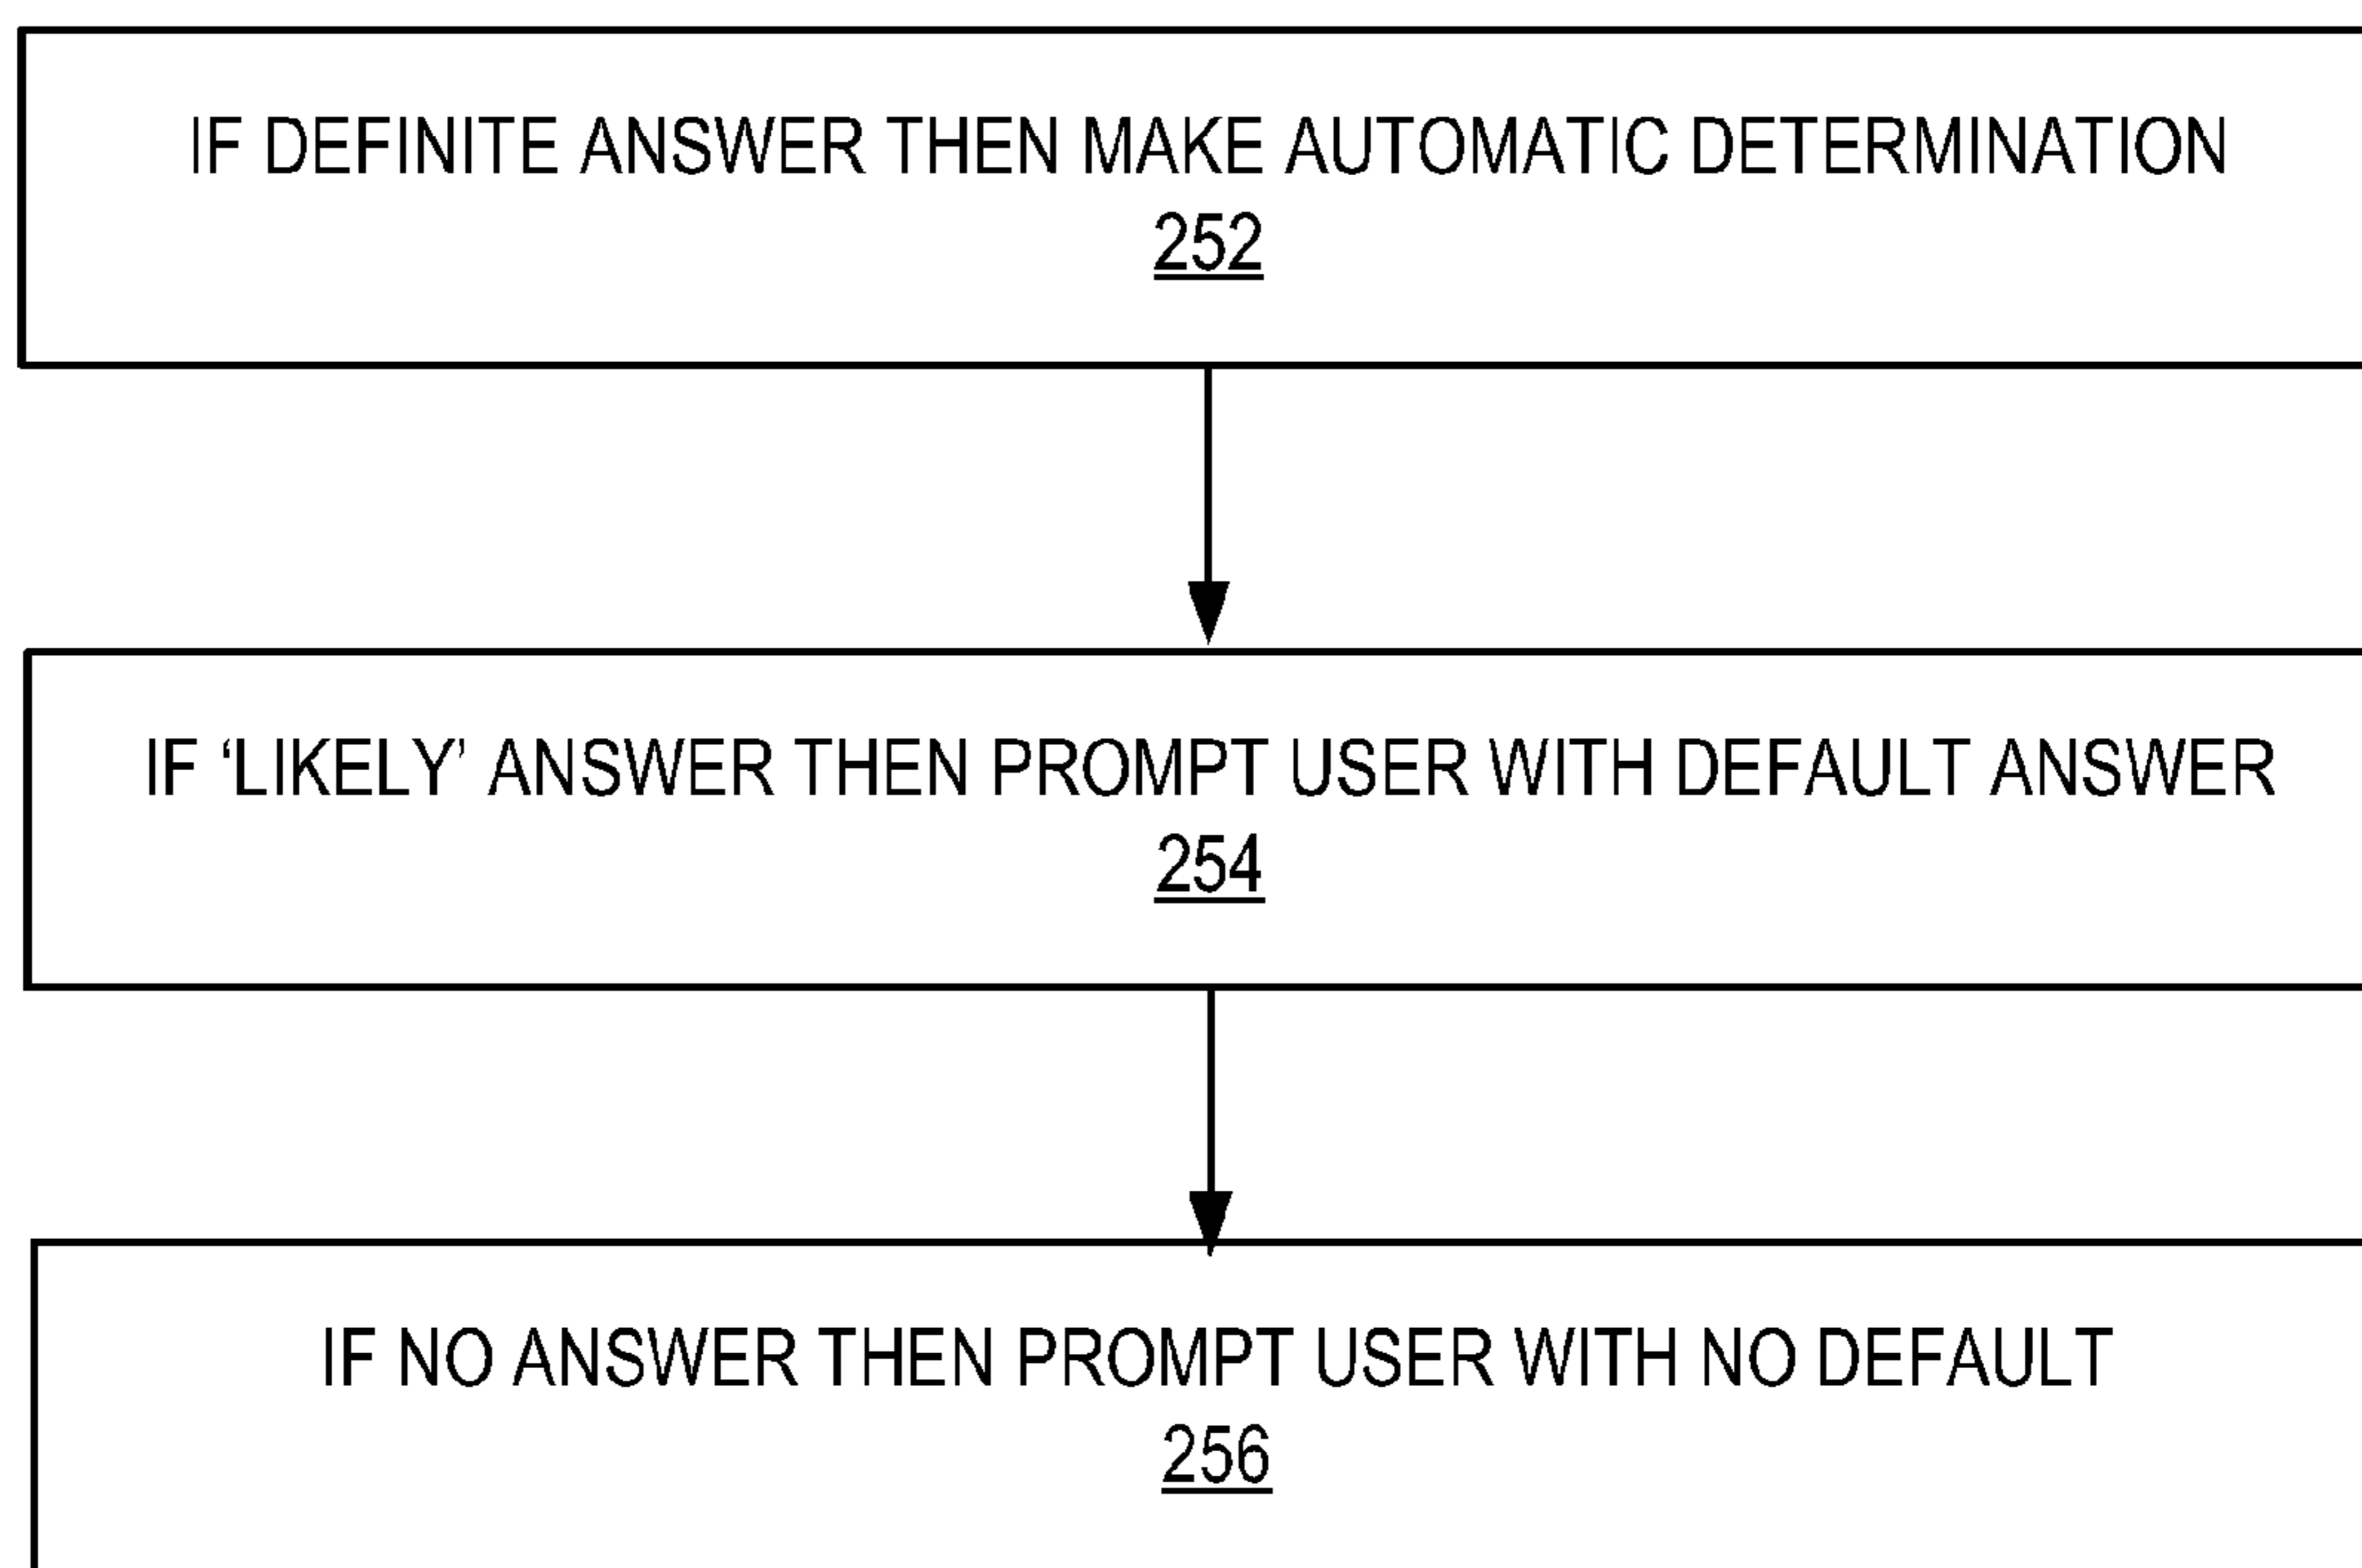 IF DEFINITE ANSWER THEN MAKE AUTOMATIC DETERMINATION
252
IF ‘LIKELY’ ANSWER THEN PROMPT USER WITH DEFAULT ANSWER
254
IF NO ANSWER THEN PROMPT USER WITH NO DEFAULT
256